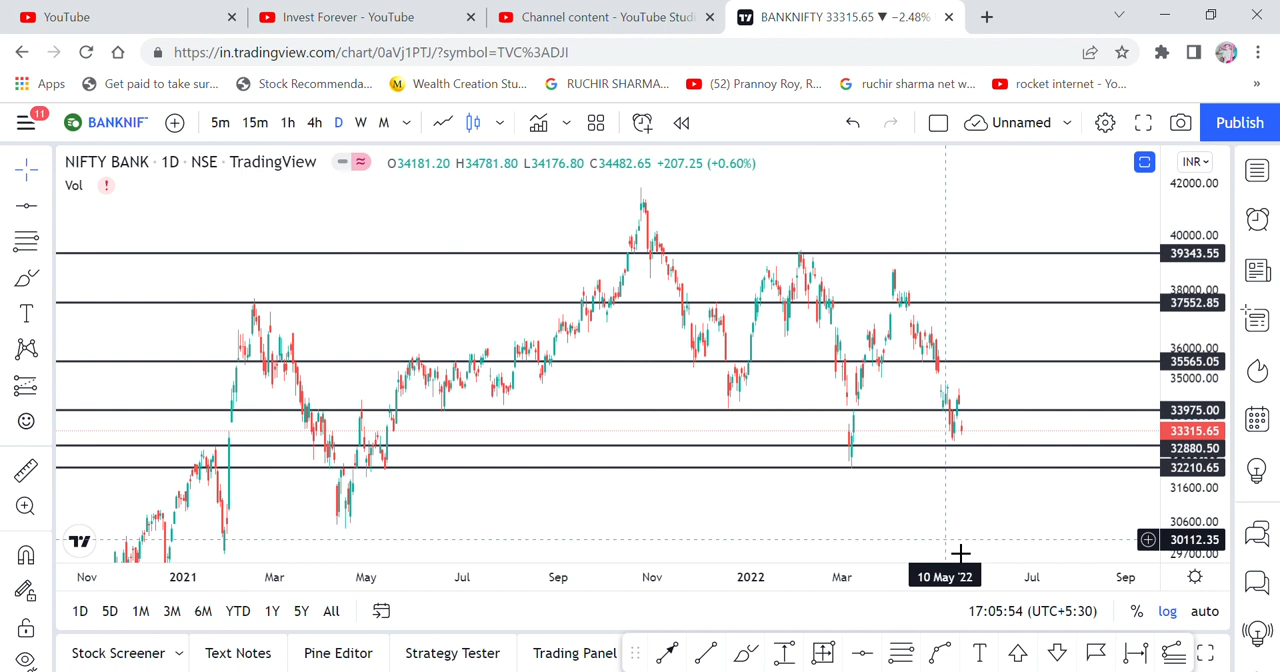 YouTube
Invest Forever - YouTube
Channel content - YouTube Studi
BANKNIFTY 33315.65 ▼ −2.48%
https://in.tradingview.com/chart/0aVj1PTJ/?symbol=TVC%3ADJI
Apps
Get paid to take sur...
Stock Recommenda...
Wealth Creation Stu...
RUCHIR SHARMA...
(52) Prannoy Roy, R...
ruchir sharma net w...
rocket internet - Yo...
»
11
BANKNIF
5m 15m 1h 4h D W M
Unnamed
Publish
NIFTY BANK · 1D · NSE · TradingView
O34181.20 H34781.80 L34176.80 C34482.65 +207.25 (+0.60%)
INR
Vol
42000.00
40000.00
39343.55
38000.00
37552.85
36000.00
35565.05
35000.00
33975.00
33315.65
32880.50
32210.65
31600.00
30600.00
30112.35
29700.00
Nov 2021 Mar May Jul Sep Nov 2022 Mar 10 May '22 Jul Sep
1D 5D 1M 3M 6M YTD 1Y 5Y All
17:05:54 (UTC+5:30)
% log auto
Stock Screener
Text Notes
Pine Editor
Strategy Tester
Trading Panel